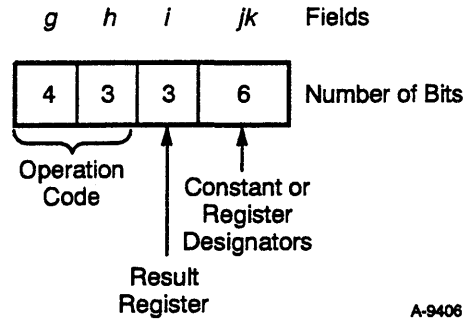 g h i jk Fields
4 3 3 6 Number of Bits
Operation
Code
Constant or
Register
Designators
Result
Register
A-9406